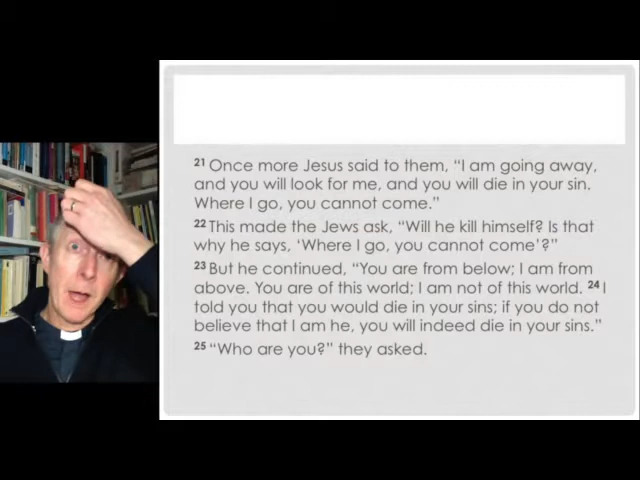 21 Once more Jesus said to them, “I am going away,
and you will look for me, and you will die in your sin.
Where I go, you cannot come.”
22 This made the Jews ask, “Will he kill himself? Is that
why he says, ‘Where I go, you cannot come’?”
23 But he continued, “You are from below; I am from
above. You are of this world; I am not of this world. 24 I
told you that you would die in your sins; if you do not
believe that I am he, you will indeed die in your sins.”
25 “Who are you?” they asked.